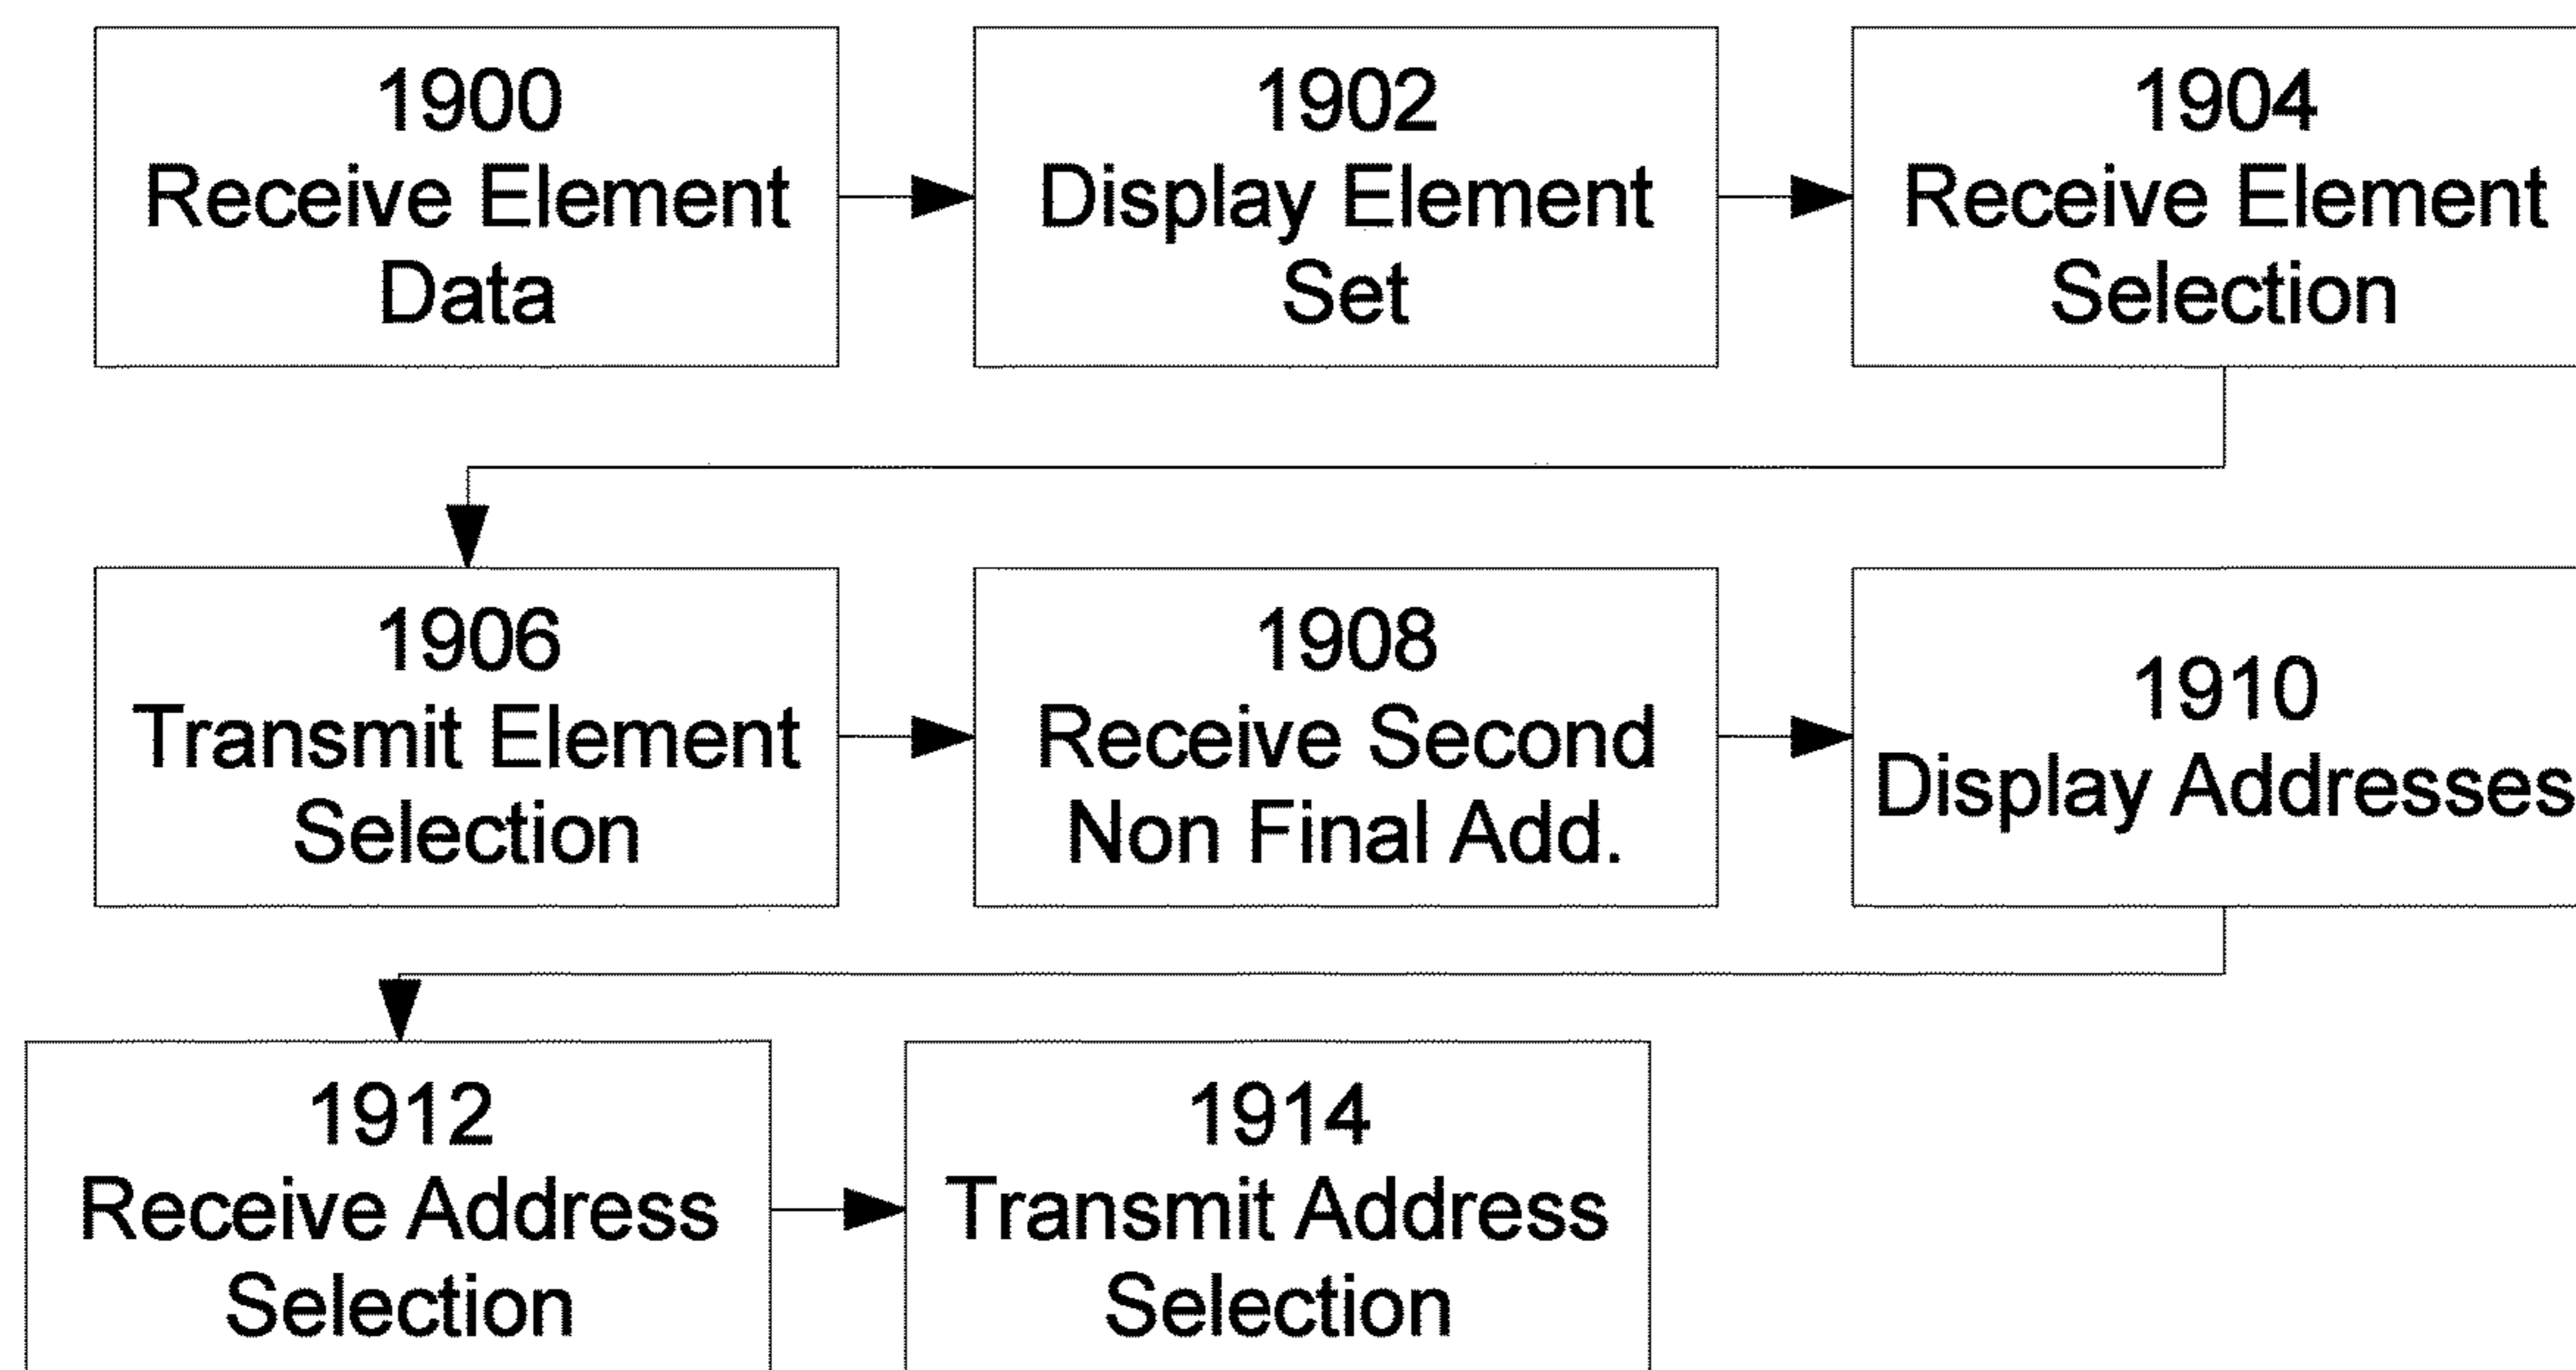 1900
Receive Element
Data
1902
Display Element
Set
1904
Receive Element
Selection
1906
Transmit Element
Selection
1908
Receive Second
Non Final Add.
1910
Display Addresses
1912
Receive Address
Selection
1914
Transmit Address
Selection